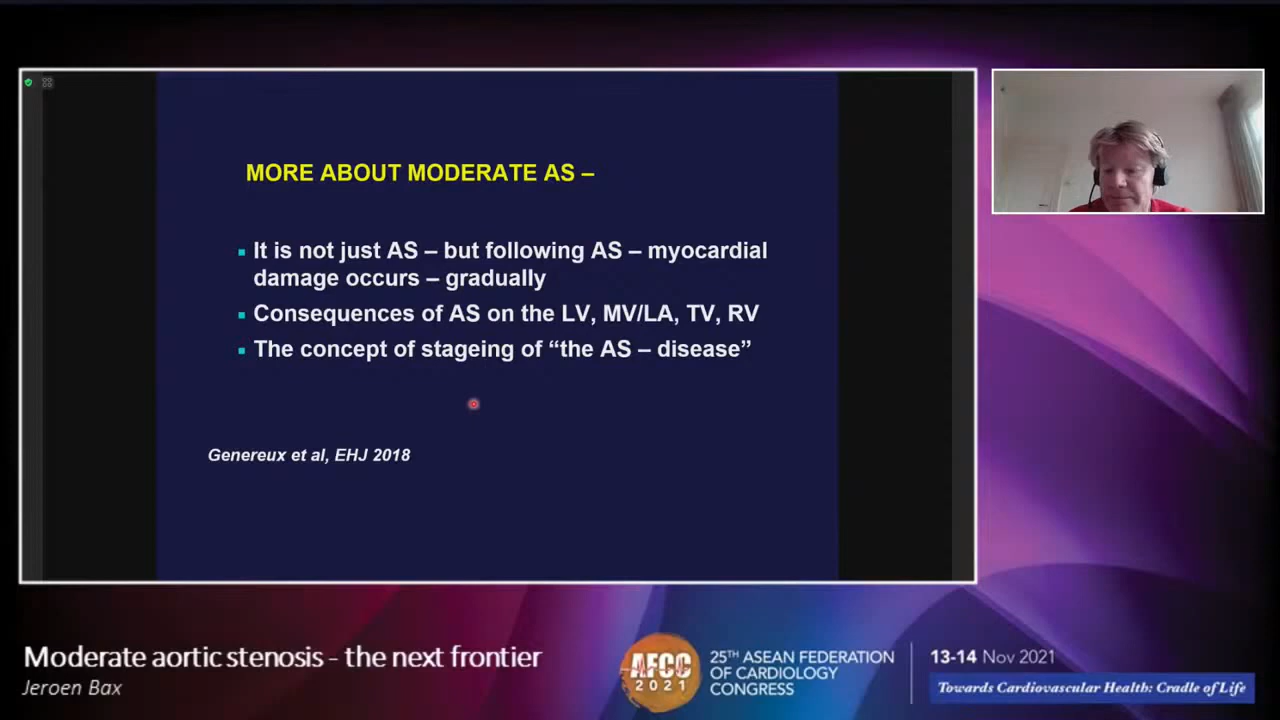 MORE ABOUT MODERATE AS –
▪ It is not just AS – but following AS – myocardial
damage occurs – gradually
▪ Consequences of AS on the LV, MV/LA, TV, RV
▪ The concept of stageing of “the AS – disease”
Genereux et al, EHJ 2018
Moderate aortic stenosis - the next frontier
Jeroen Bax
AFCC
2021
25TH ASEAN FEDERATION
OF CARDIOLOGY
CONGRESS
13-14 Nov 2021
Towards Cardiovascular Health: Cradle of Life